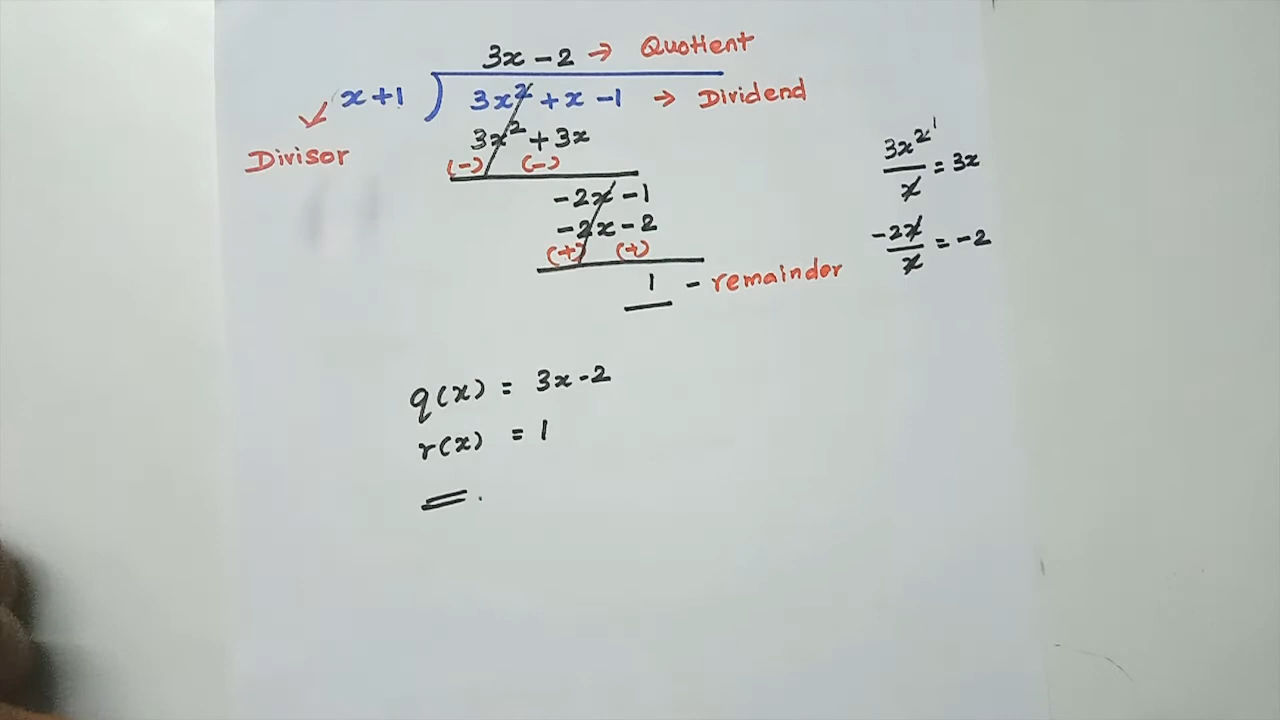 3x - 2 → Quotient
x + 1 ) 3x² + x - 1 → Dividend
Divisor
3x² + 3x
(-) (-)
-2x - 1
-2x - 2
(+) (+)
1 - remainder
3x²¹/x = 3x
-2x/x = -2
q(x) = 3x - 2
r(x) = 1